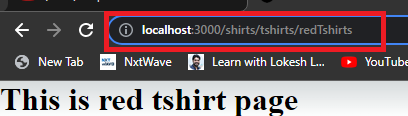 localhost:3000/shirts/tshirts/redTshirts
New Tab NxtWave Learn with Lokesh L... YouTube
This is red tshirt page